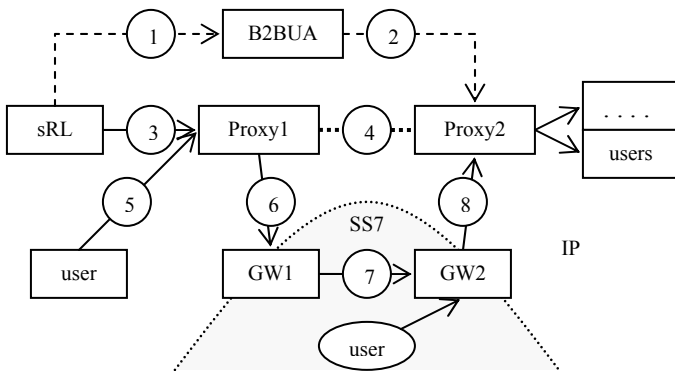 1
B2BUA
2
sRL
3
Proxy1
4
Proxy2
. . . .
users
5
6
SS7
8
IP
user
GW1
7
GW2
user